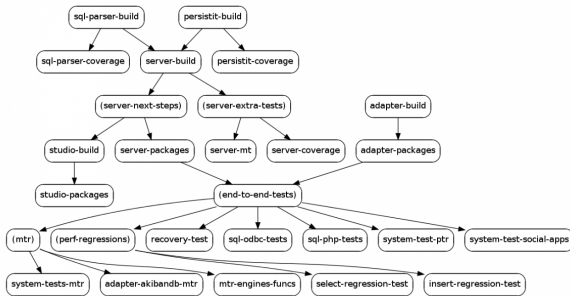 sql-parser-build
persistit-build
sql-parser-coverage
server-build
persistit-coverage
(server-next-steps)
(server-extra-tests)
adapter-build
studio-build
server-packages
server-mt
server-coverage
adapter-packages
studio-packages
(end-to-end-tests)
(mtr)
(perf-regressions)
recovery-test
sql-odbc-tests
sql-php-tests
system-test-ptr
system-test-social-apps
system-tests-mtr
adapter-akibandb-mtr
mtr-engines-funcs
select-regression-test
insert-regression-test